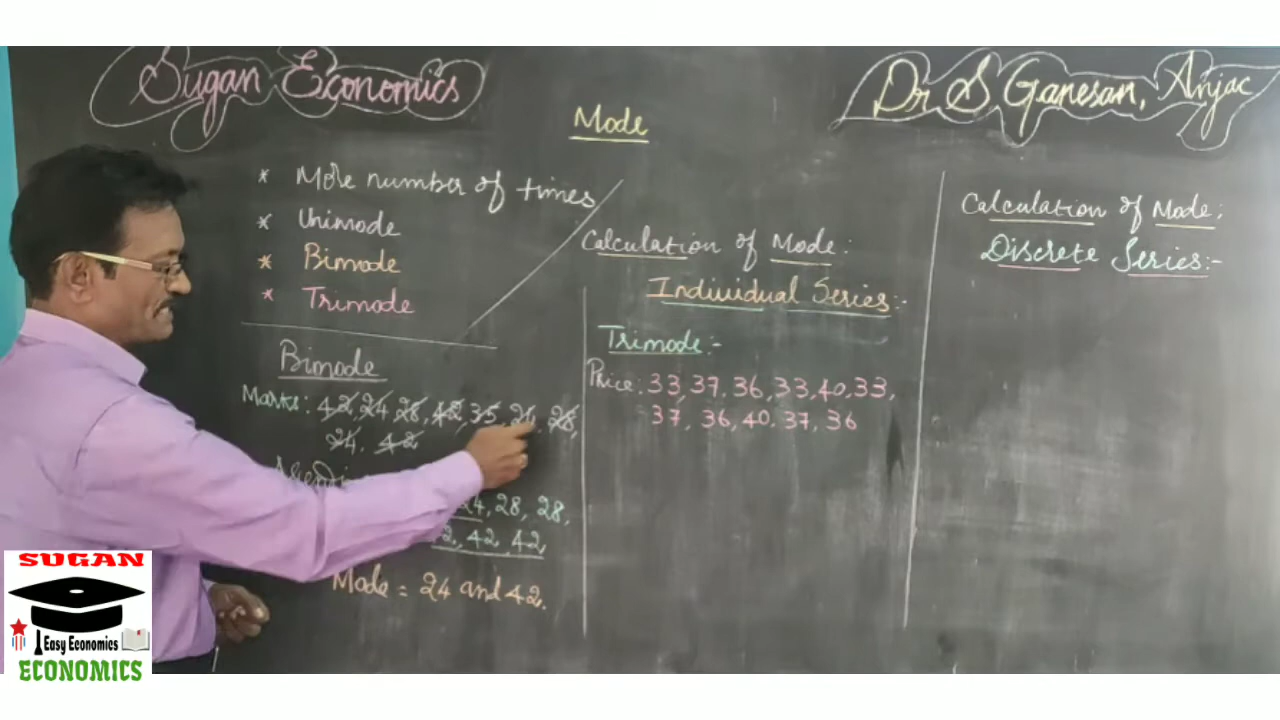 Sugan Economics
Dr S Ganesan, Anjac
Mode
* More number of times
* Unimode
* Bimode
* Trimode
Bimode
Marks: 42, 24, 28, 42, 35, 24, 28,
24, 42
24, 28, 28,
42, 42
Mode = 24 and 42.
Calculation of Mode:
Individual Series:-
Trimode:-
Price: 33, 37, 36, 33, 40, 33,
37, 36, 40, 37, 36
Calculation of Mode:
Discrete Series:-
SUGAN
Easy Economics
ECONOMICS